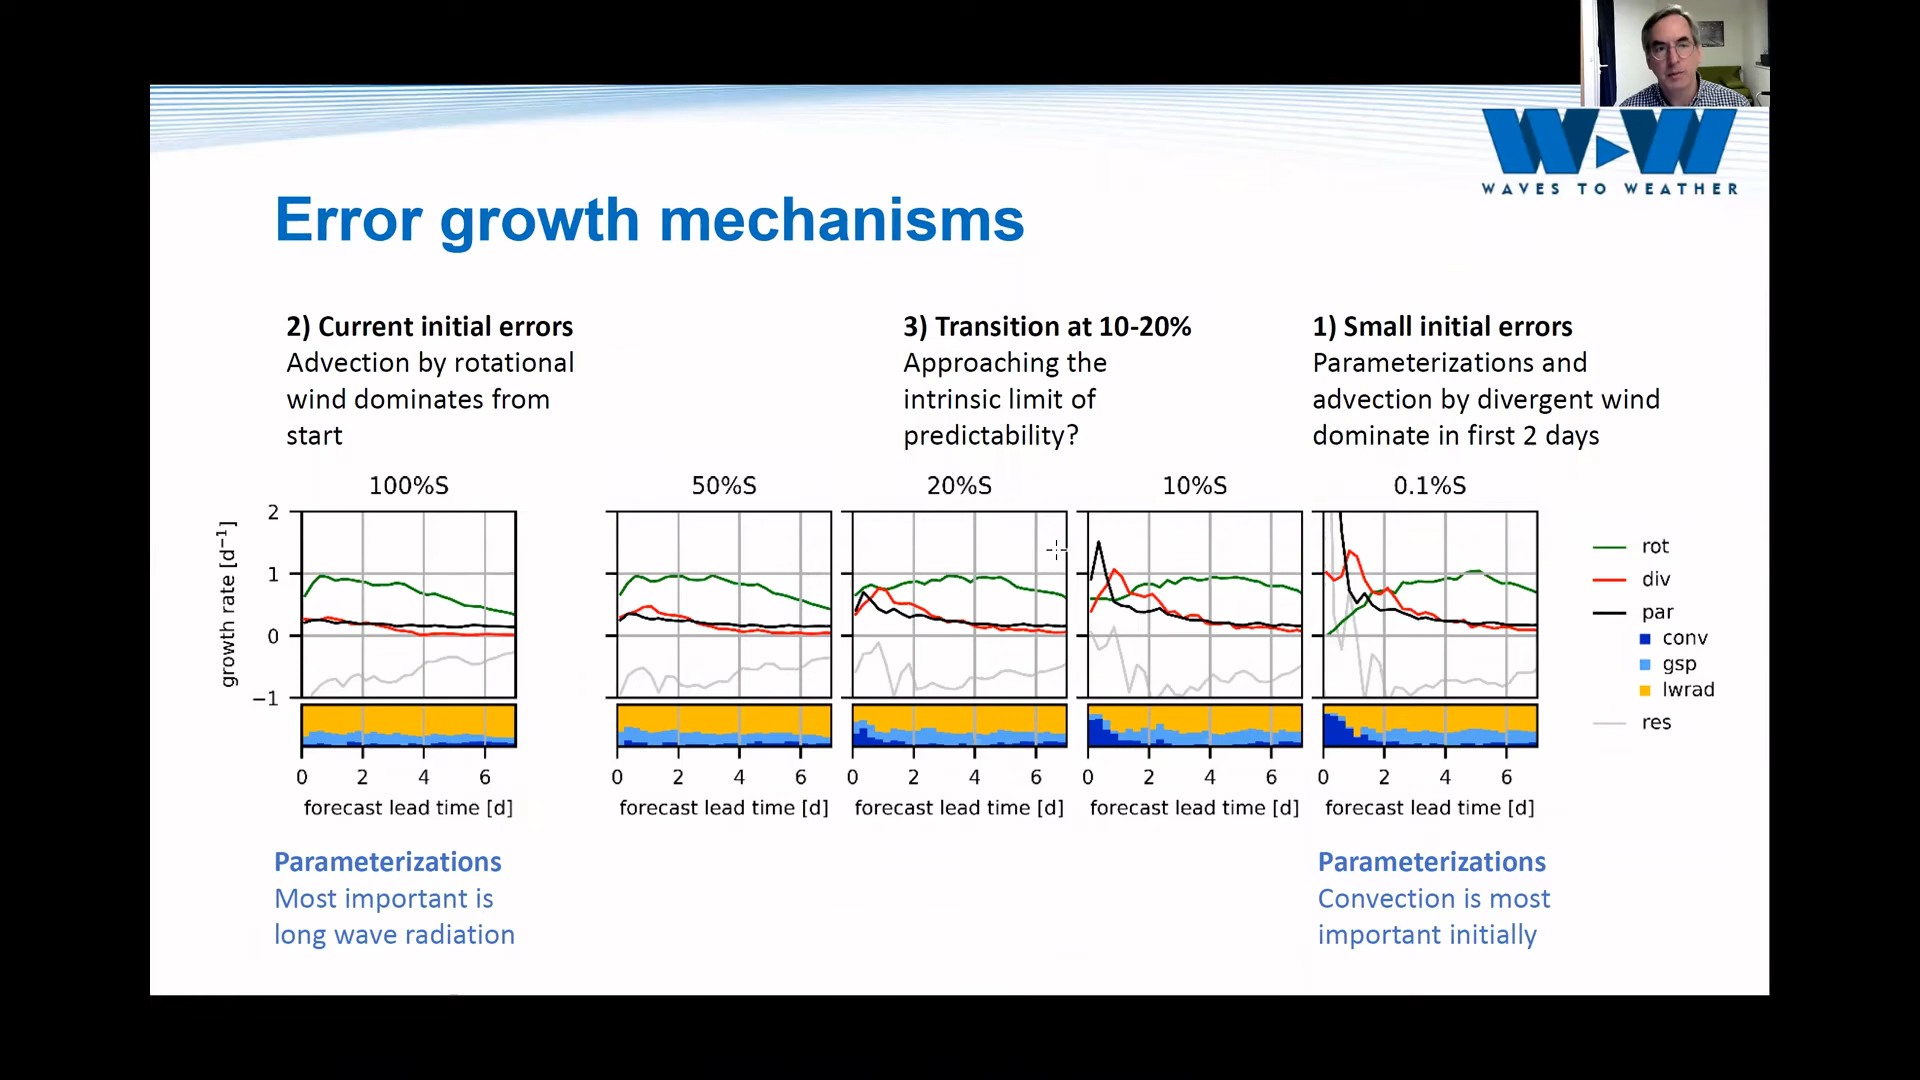 WAVES TO WEATHER
Error growth mechanisms
2) Current initial errors
Advection by rotational
wind dominates from
start
3) Transition at 10-20%
Approaching the
intrinsic limit of
predictability?
1) Small initial errors
Parameterizations and
advection by divergent wind
dominate in first 2 days
100%S
50%S
20%S
10%S
0.1%S
growth rate [d⁻¹]
2
1
0
−1
rot
div
par
conv
gsp
lwrad
res
0 2 4 6
0 2 4 6
0 2 4 6
0 2 4 6
0 2 4 6
forecast lead time [d]
forecast lead time [d]
forecast lead time [d]
forecast lead time [d]
forecast lead time [d]
Parameterizations
Most important is
long wave radiation
Parameterizations
Convection is most
important initially